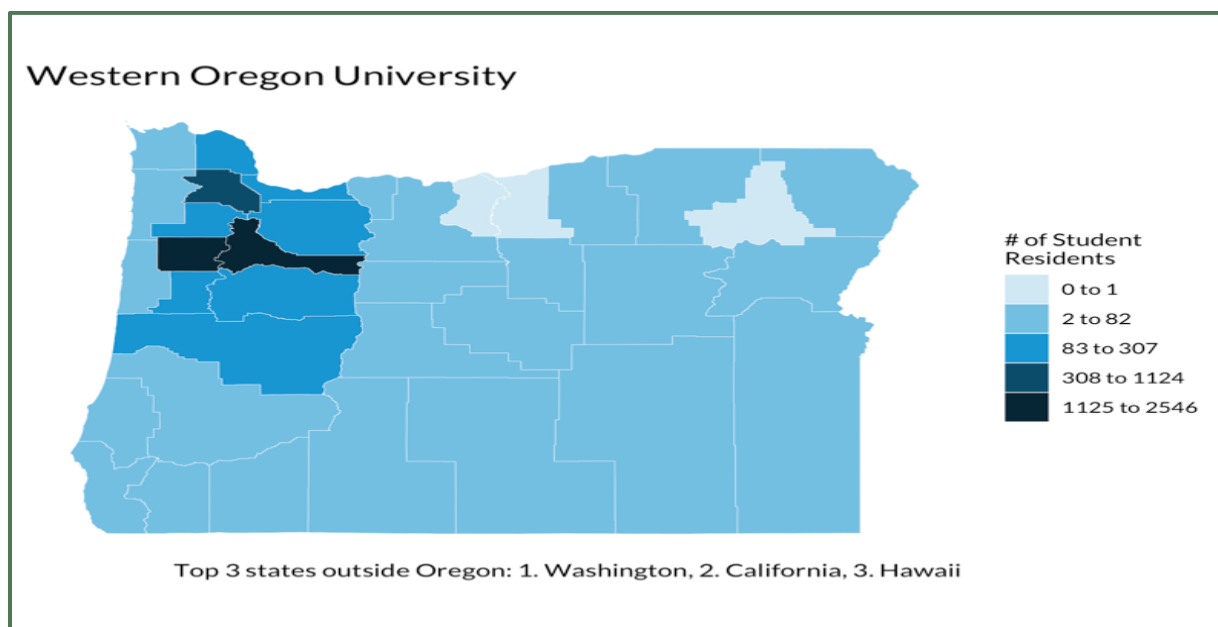 Western Oregon University
# of Student
Residents
0 to 1
2 to 82
83 to 307
308 to 1124
1125 to 2546
Top 3 states outside Oregon: 1. Washington, 2. California, 3. Hawaii